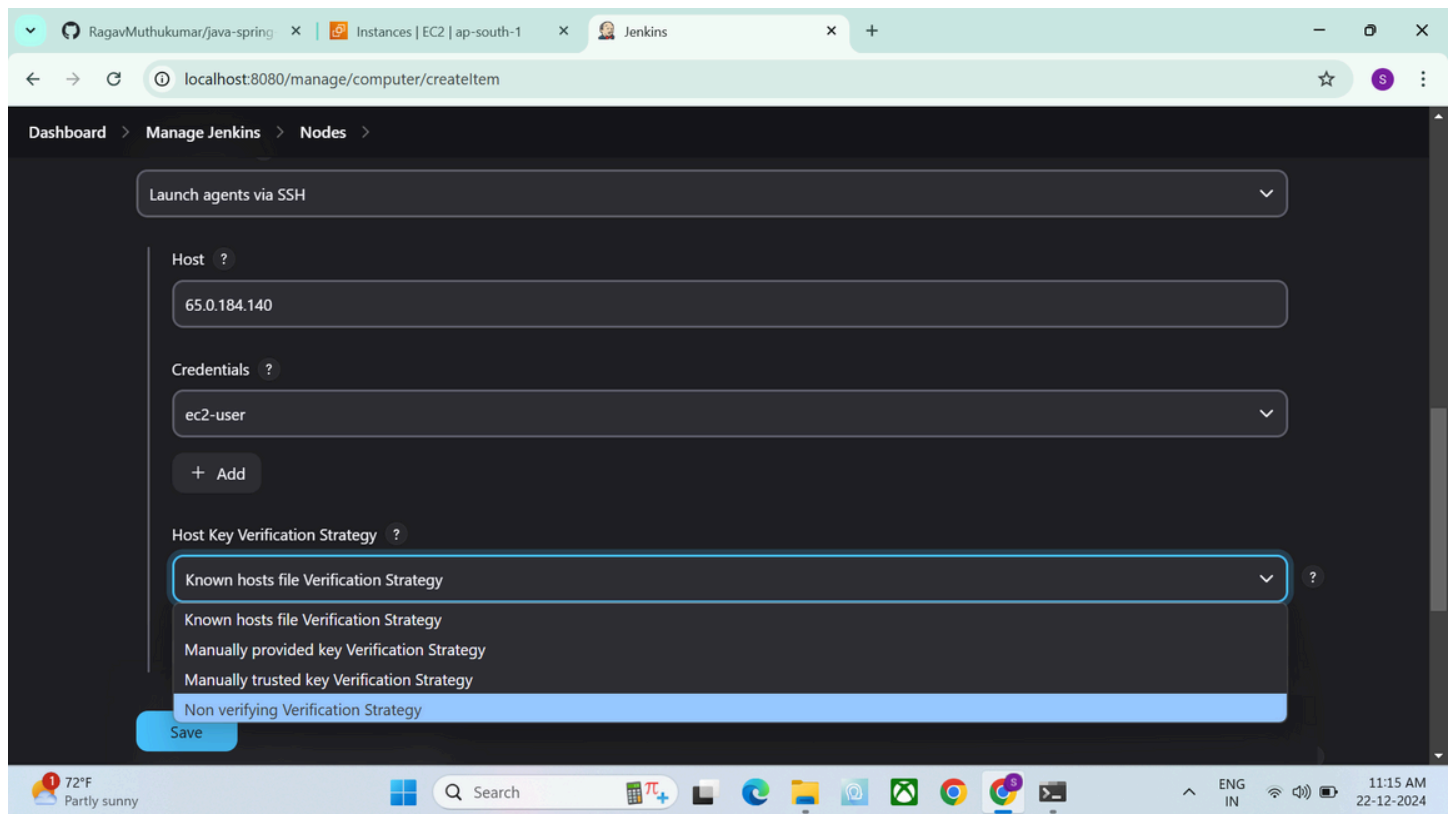 RagavMuthukumar/java-spring
Instances | EC2 | ap-south-1
Jenkins
localhost:8080/manage/computer/createItem
S
Dashboard
Manage Jenkins
Nodes
Launch agents via SSH
Host ?
65.0.184.140
Credentials ?
ec2-user
+ Add
Host Key Verification Strategy ?
Known hosts file Verification Strategy
?
Known hosts file Verification Strategy
Manually provided key Verification Strategy
Manually trusted key Verification Strategy
Non verifying Verification Strategy
Save
1
72°F
Partly sunny
Search
S
ENG
IN
11:15 AM
22-12-2024